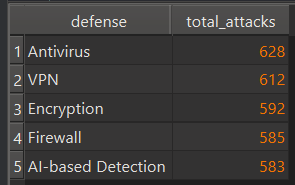 defense total_attacks
1 Antivirus 628
2 VPN 612
3 Encryption 592
4 Firewall 585
5 AI-based Detection 583